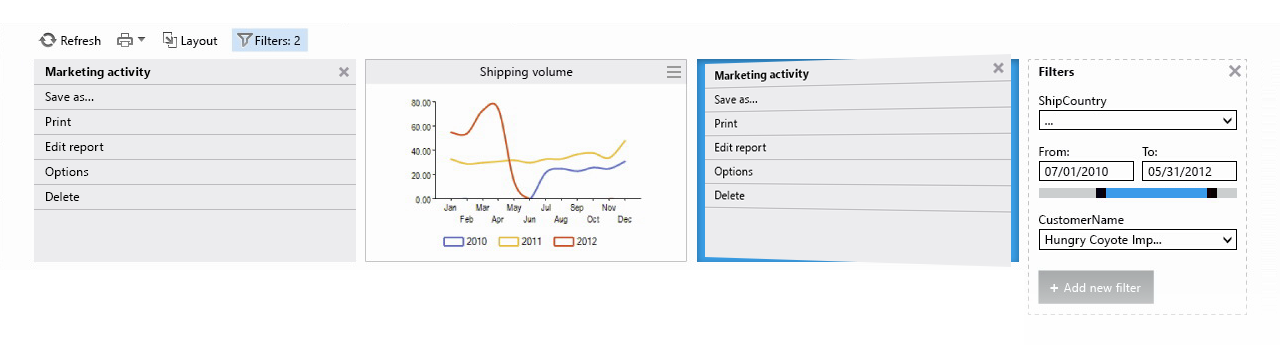 Refresh Layout Filters: 2
Marketing activity
Save as...
Print
Edit report
Options
Delete
Shipping volume
80.00
60.00
40.00
20.00
0.00
Jan Mar May Jul Sep Nov
Feb Apr Jun Aug Oct Dec
2010 2011 2012
Marketing activity
Save as...
Print
Edit report
Options
Delete
Filters
ShipCountry
...
From: To:
07/01/2010 05/31/2012
CustomerName
Hungry Coyote Imp...
+ Add new filter